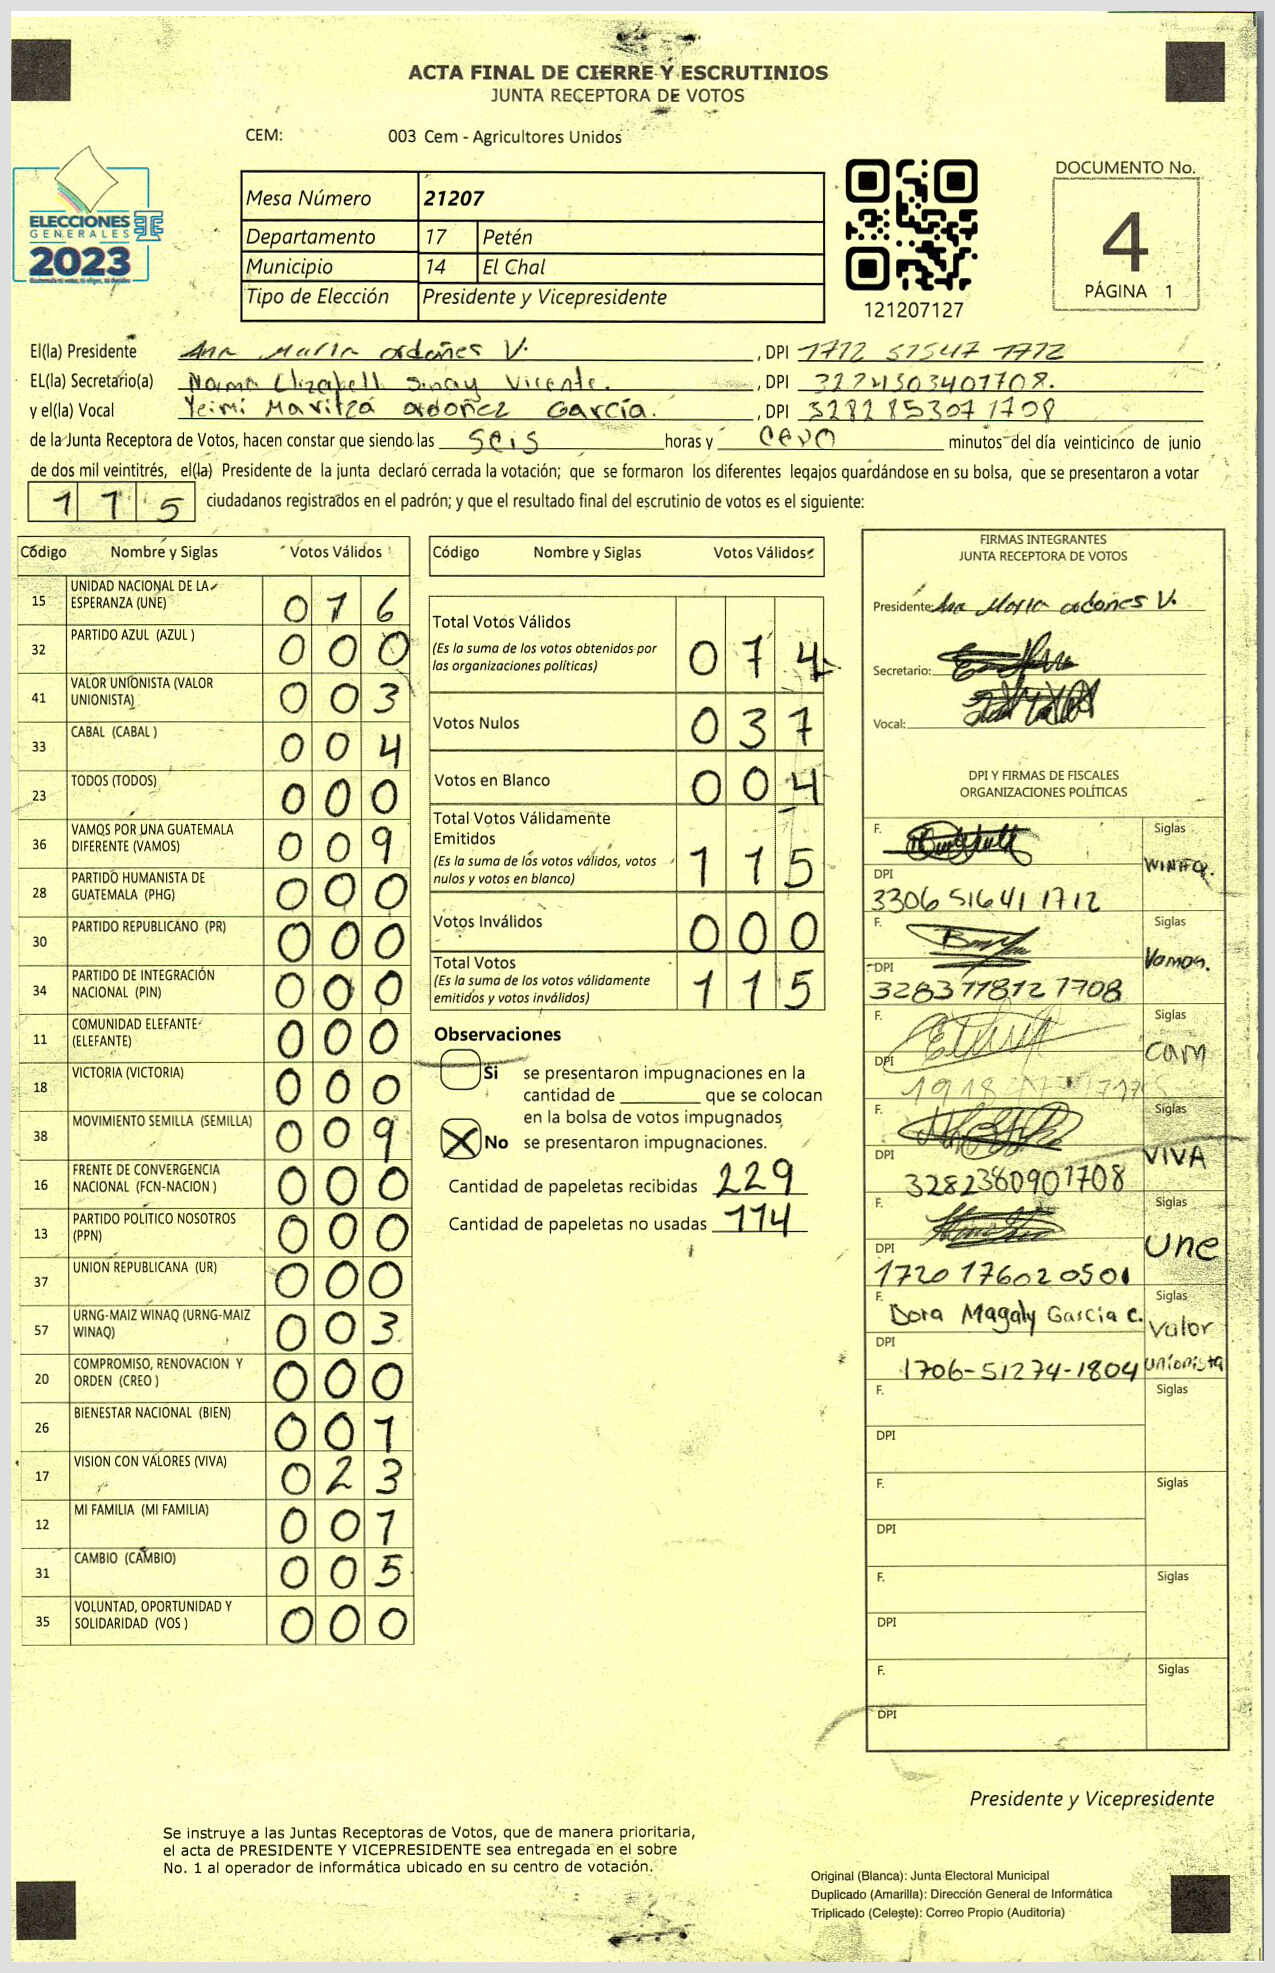 ACTA FINAL DE CIERRE Y ESCRUTINIOS
JUNTA RECEPTORA DE VOTOS
CEM: 003 Cem - Agricultores Unidos
ELECCIONES
GENERALES
2023
Mesa Número 21207
Departamento 17 Petén
Municipio 14 El Chal
Tipo de Elección Presidente y Vicepresidente
121207127
DOCUMENTO No.
4
PÁGINA 1
El(la) Presidente Ana Maria ordoñes V. , DPI 1772 51547 1712
EL(la) Secretario(a) Norma Elizabeth Sinay Vicente. , DPI 3224303401708.
y el(la) Vocal Yeimi Maritza ordoñez García. , DPI 3282853071708
de la Junta Receptora de Votos, hacen constar que siendo las seis horas y cero minutos del día veinticinco de junio
de dos mil veintitrés, el(la) Presidente de la junta declaró cerrada la votación; que se formaron los diferentes legajos guardándose en su bolsa, que se presentaron a votar
115 ciudadanos registrados en el padrón; y que el resultado final del escrutinio de votos es el siguiente:
Código Nombre y Siglas Votos Válidos
15 UNIDAD NACIONAL DE LA ESPERANZA (UNE) 0 1 6
32 PARTIDO AZUL (AZUL ) 0 0 0
41 VALOR UNIONISTA (VALOR UNIONISTA) 0 0 3
33 CABAL (CABAL ) 0 0 4
23 TODOS (TODOS) 0 0 0
36 VAMOS POR UNA GUATEMALA DIFERENTE (VAMOS) 0 0 9
28 PARTIDO HUMANISTA DE GUATEMALA (PHG) 0 0 0
30 PARTIDO REPUBLICANO (PR) 0 0 0
34 PARTIDO DE INTEGRACIÓN NACIONAL (PIN) 0 0 0
11 COMUNIDAD ELEFANTE (ELEFANTE) 0 0 0
18 VICTORIA (VICTORIA) 0 0 0
38 MOVIMIENTO SEMILLA (SEMILLA) 0 0 9
16 FRENTE DE CONVERGENCIA NACIONAL (FCN-NACION ) 0 0 0
13 PARTIDO POLITICO NOSOTROS (PPN) 0 0 0
37 UNION REPUBLICANA (UR) 0 0 0
57 URNG-MAIZ WINAQ (URNG-MAIZ WINAQ) 0 0 3
20 COMPROMISO, RENOVACION Y ORDEN (CREO ) 0 0 0
26 BIENESTAR NACIONAL (BIEN) 0 0 1
17 VISION CON VALORES (VIVA) 0 2 3
12 MI FAMILIA (MI FAMILIA) 0 0 1
31 CAMBIO (CAMBIO) 0 0 5
35 VOLUNTAD, OPORTUNIDAD Y SOLIDARIDAD (VOS ) 0 0 0
Código Nombre y Siglas Votos Válidos
Total Votos Válidos 0 7 4
(Es la suma de los votos obtenidos por
las organizaciones políticas)
Votos Nulos 0 3 7
Votos en Blanco 0 0 4
Total Votos Válidamente
Emitidos 1 1 5
(Es la suma de los votos válidos, votos
nulos y votos en blanco)
Votos Inválidos 0 0 0
Total Votos 1 1 5
(Es la suma de los votos válidamente
emitidos y votos inválidos)
Observaciones
Si se presentaron impugnaciones en la
cantidad de ________ que se colocan
en la bolsa de votos impugnados
No se presentaron impugnaciones.
Cantidad de papeletas recibidas 229
Cantidad de papeletas no usadas 114
FIRMAS INTEGRANTES
JUNTA RECEPTORA DE VOTOS
Presidente: Ana Maria ordoñes V.
Secretario:
Vocal:
DPI Y FIRMAS DE FISCALES
ORGANIZACIONES POLÍTICAS
F. Siglas
WINAQ.
DPI
3306 51641 1712
F. Siglas
Vamos.
DPI
3283778121708
F. Siglas
Cam
DPI
F. Siglas
VIVA
DPI
3282380901708
F. Siglas
Une
DPI
1720 176020501
F. Dora Magaly García C. Siglas
Valor
unionista
DPI
1706-51274-1804
F. Siglas
DPI
F. Siglas
DPI
F. Siglas
DPI
F. Siglas
DPI
Presidente y Vicepresidente
Se instruye a las Juntas Receptoras de Votos, que de manera prioritaria,
el acta de PRESIDENTE Y VICEPRESIDENTE sea entregada en el sobre
No. 1 al operador de informática ubicado en su centro de votación.
Original (Blanca): Junta Electoral Municipal
Duplicado (Amarilla): Dirección General de Informática
Triplicado (Celeste): Correo Propio (Auditoría)